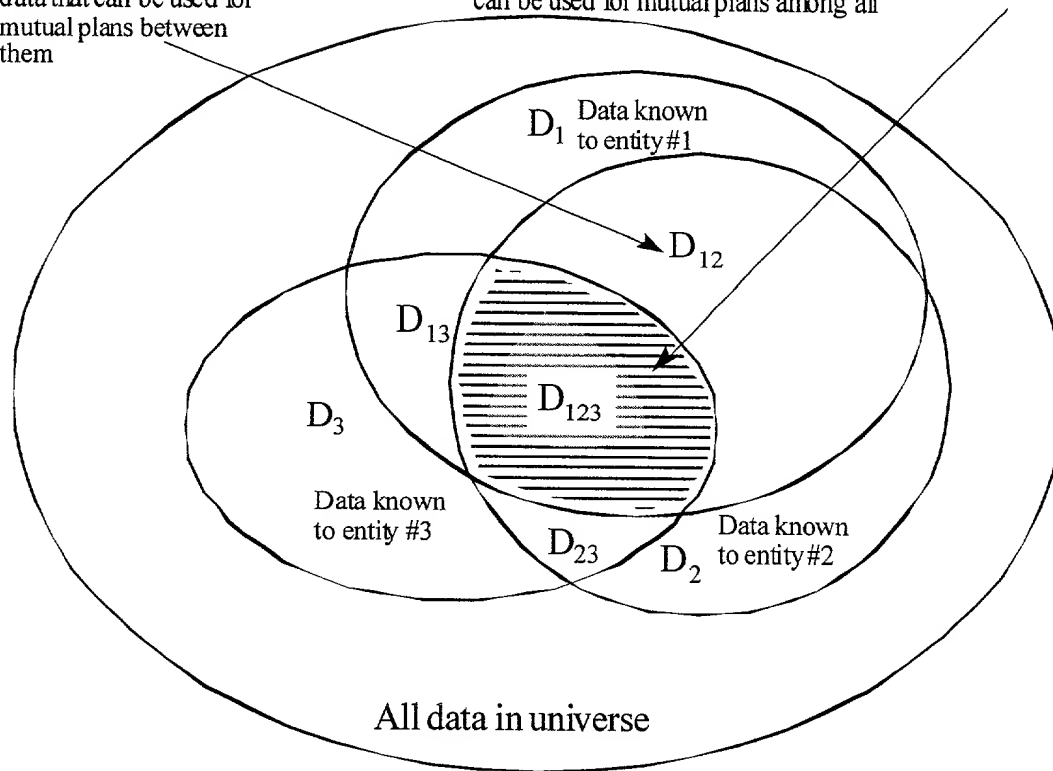 data that can be used for
mutual plans between
them
can be used for mutual plans among all
D1 Data known
to entity #1
D12
D13
D123
D3
Data known
to entity #3
D23
D2
Data known
to entity #2
All data in universe